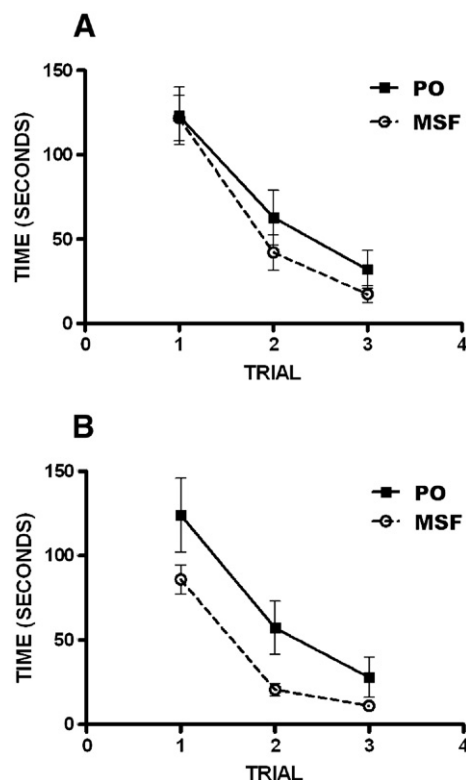 A
150
100
50
0
TIME (SECONDS)
PO
MSF
0 1 2 3 4
TRIAL
B
150
100
50
0
TIME (SECONDS)
PO
MSF
0 1 2 3 4
TRIAL